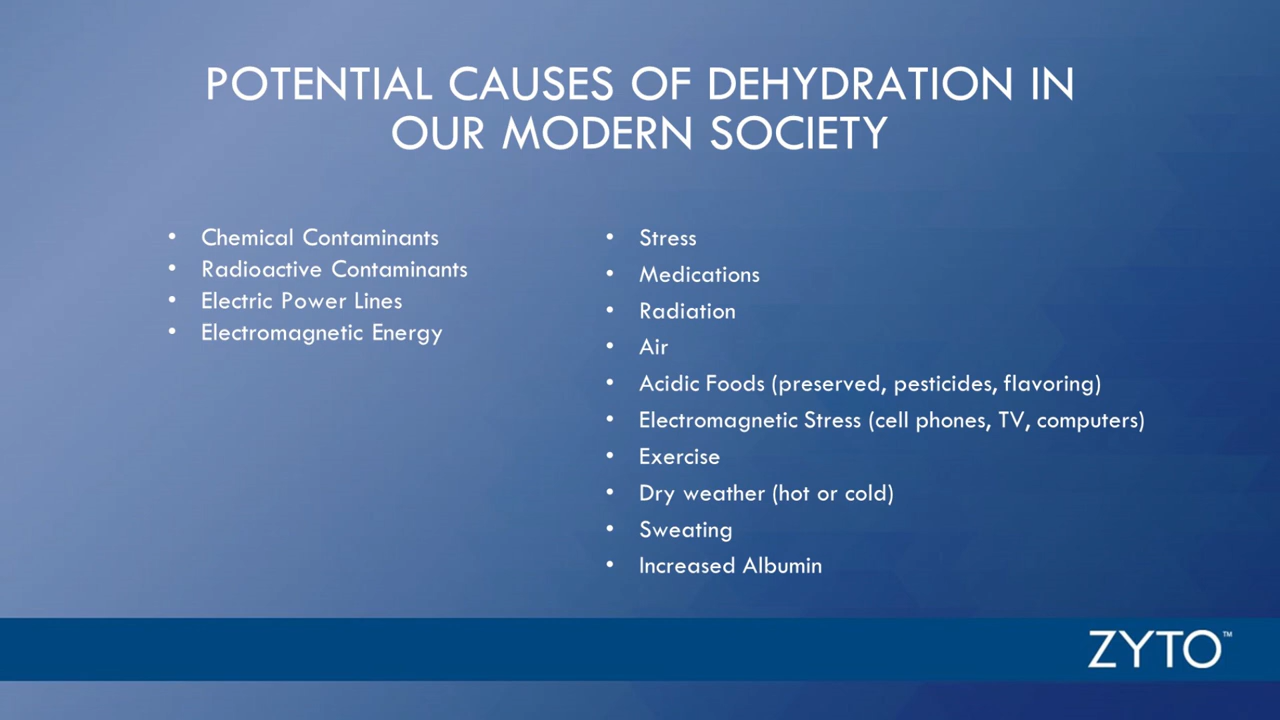 POTENTIAL CAUSES OF DEHYDRATION IN
OUR MODERN SOCIETY
• Chemical Contaminants
• Radioactive Contaminants
• Electric Power Lines
• Electromagnetic Energy
• Stress
• Medications
• Radiation
• Air
• Acidic Foods (preserved, pesticides, flavoring)
• Electromagnetic Stress (cell phones, TV, computers)
• Exercise
• Dry weather (hot or cold)
• Sweating
• Increased Albumin
ZYTO™